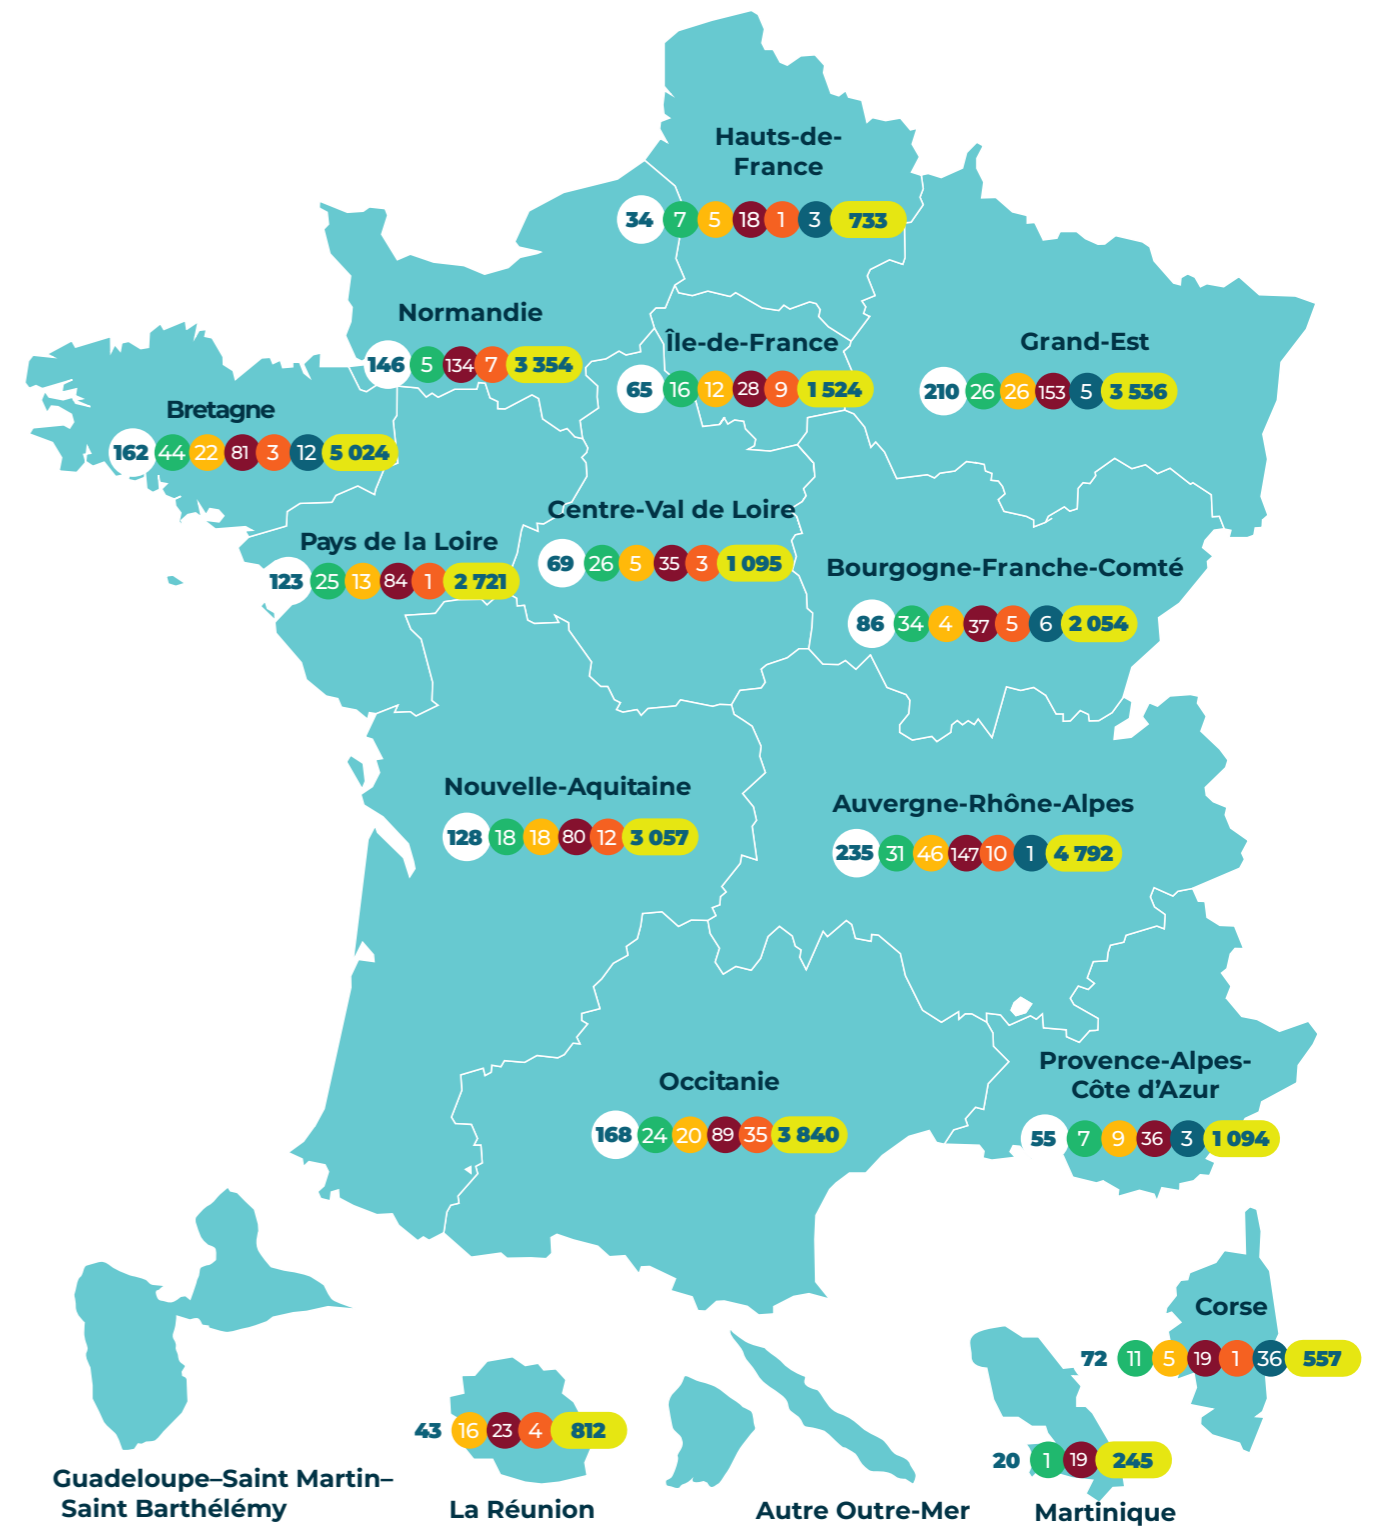 Hauts-de-
France
34 7 5 18 1 3 733
Normandie
146 5 134 7 3 354
Île-de-France
65 16 12 28 9 1 524
Grand-Est
210 26 26 153 5 3 536
Bretagne
162 44 22 81 3 12 5 024
Centre-Val de Loire
69 26 5 35 3 1 095
Pays de la Loire
123 25 13 84 1 2 721
Bourgogne-Franche-Comté
86 34 4 37 5 6 2 054
Nouvelle-Aquitaine
128 18 18 80 12 3 057
Auvergne-Rhône-Alpes
235 31 46 147 10 1 4 792
Occitanie
168 24 20 89 35 3 840
Provence-Alpes-
Côte d’Azur
55 7 9 36 3 1 094
Corse
72 11 5 19 1 36 557
Guadeloupe–Saint Martin–
Saint Barthélémy
43 16 23 4 812
La Réunion
Autre Outre-Mer
20 1 19 245
Martinique